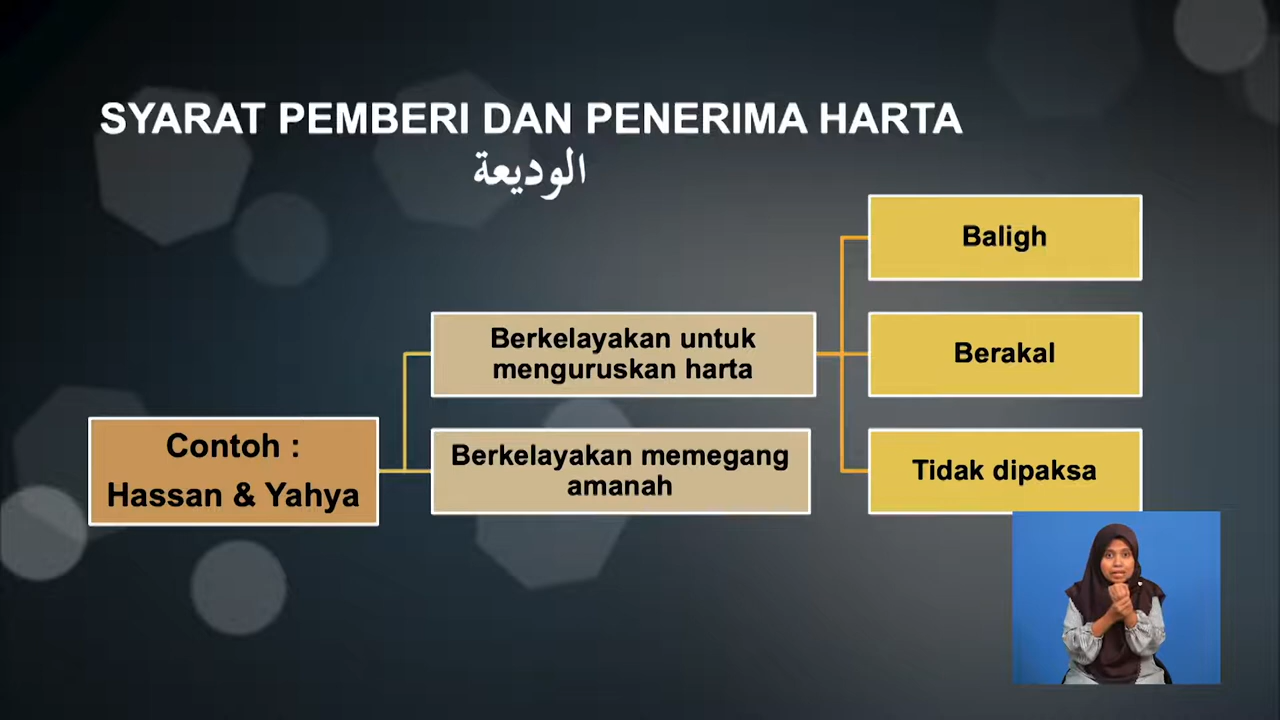 SYARAT PEMBERI DAN PENERIMA HARTA
الوديعة
Contoh :
Hassan & Yahya
Berkelayakan untuk
menguruskan harta
Berkelayakan memegang
amanah
Baligh
Berakal
Tidak dipaksa